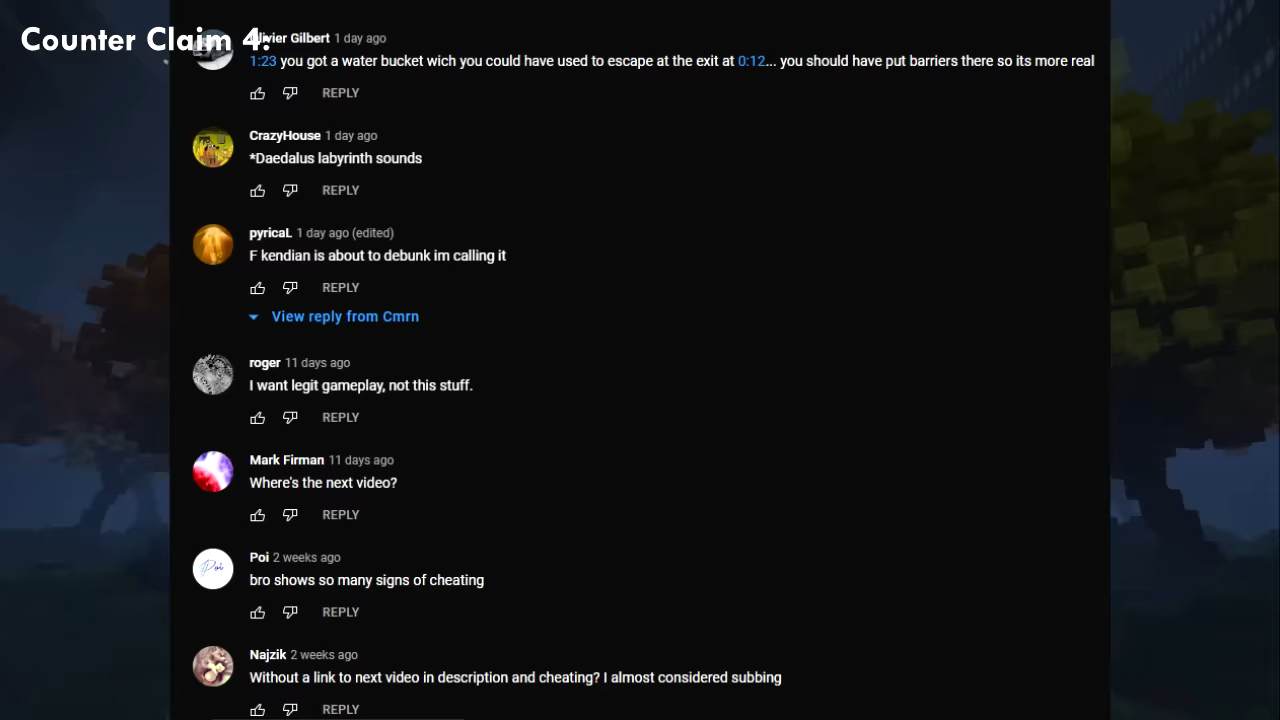 Counter Claim 4:
Olivier Gilbert 1 day ago
1:23 you got a water bucket wich you could have used to escape at the exit at 0:12... you should have put barriers there so its more real
REPLY
CrazyHouse 1 day ago
*Daedalus labyrinth sounds
REPLY
pyricaL 1 day ago (edited)
F kendian is about to debunk im calling it
REPLY
View reply from Cmrn
roger 11 days ago
I want legit gameplay, not this stuff.
REPLY
Mark Firman 11 days ago
Where's the next video?
REPLY
Poi
Poi 2 weeks ago
bro shows so many signs of cheating
REPLY
Najzik 2 weeks ago
Without a link to next video in description and cheating? I almost considered subbing
REPLY